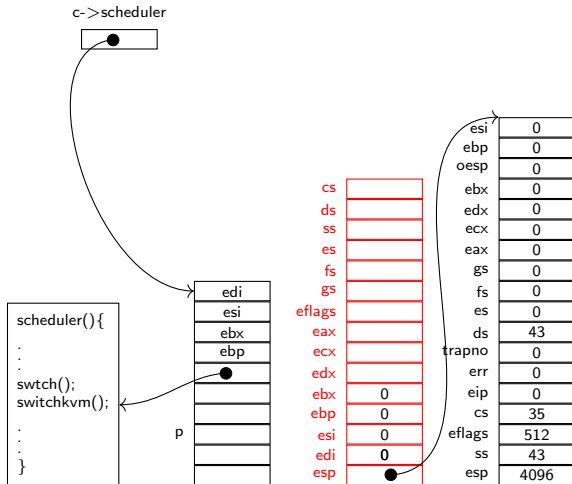 c->scheduler
scheduler(){
.
.
.
swtch();
switchkvm();
.
.
.
}
edi
esi
ebx
ebp
p
cs
ds
ss
es
fs
gs
eflags
eax
ecx
edx
ebx 0
ebp 0
esi 0
edi 0
esp
esi 0
ebp 0
oesp 0
ebx 0
edx 0
ecx 0
eax 0
gs 0
fs 0
es 0
ds 43
trapno 0
err 0
eip 0
cs 35
eflags 512
ss 43
esp 4096